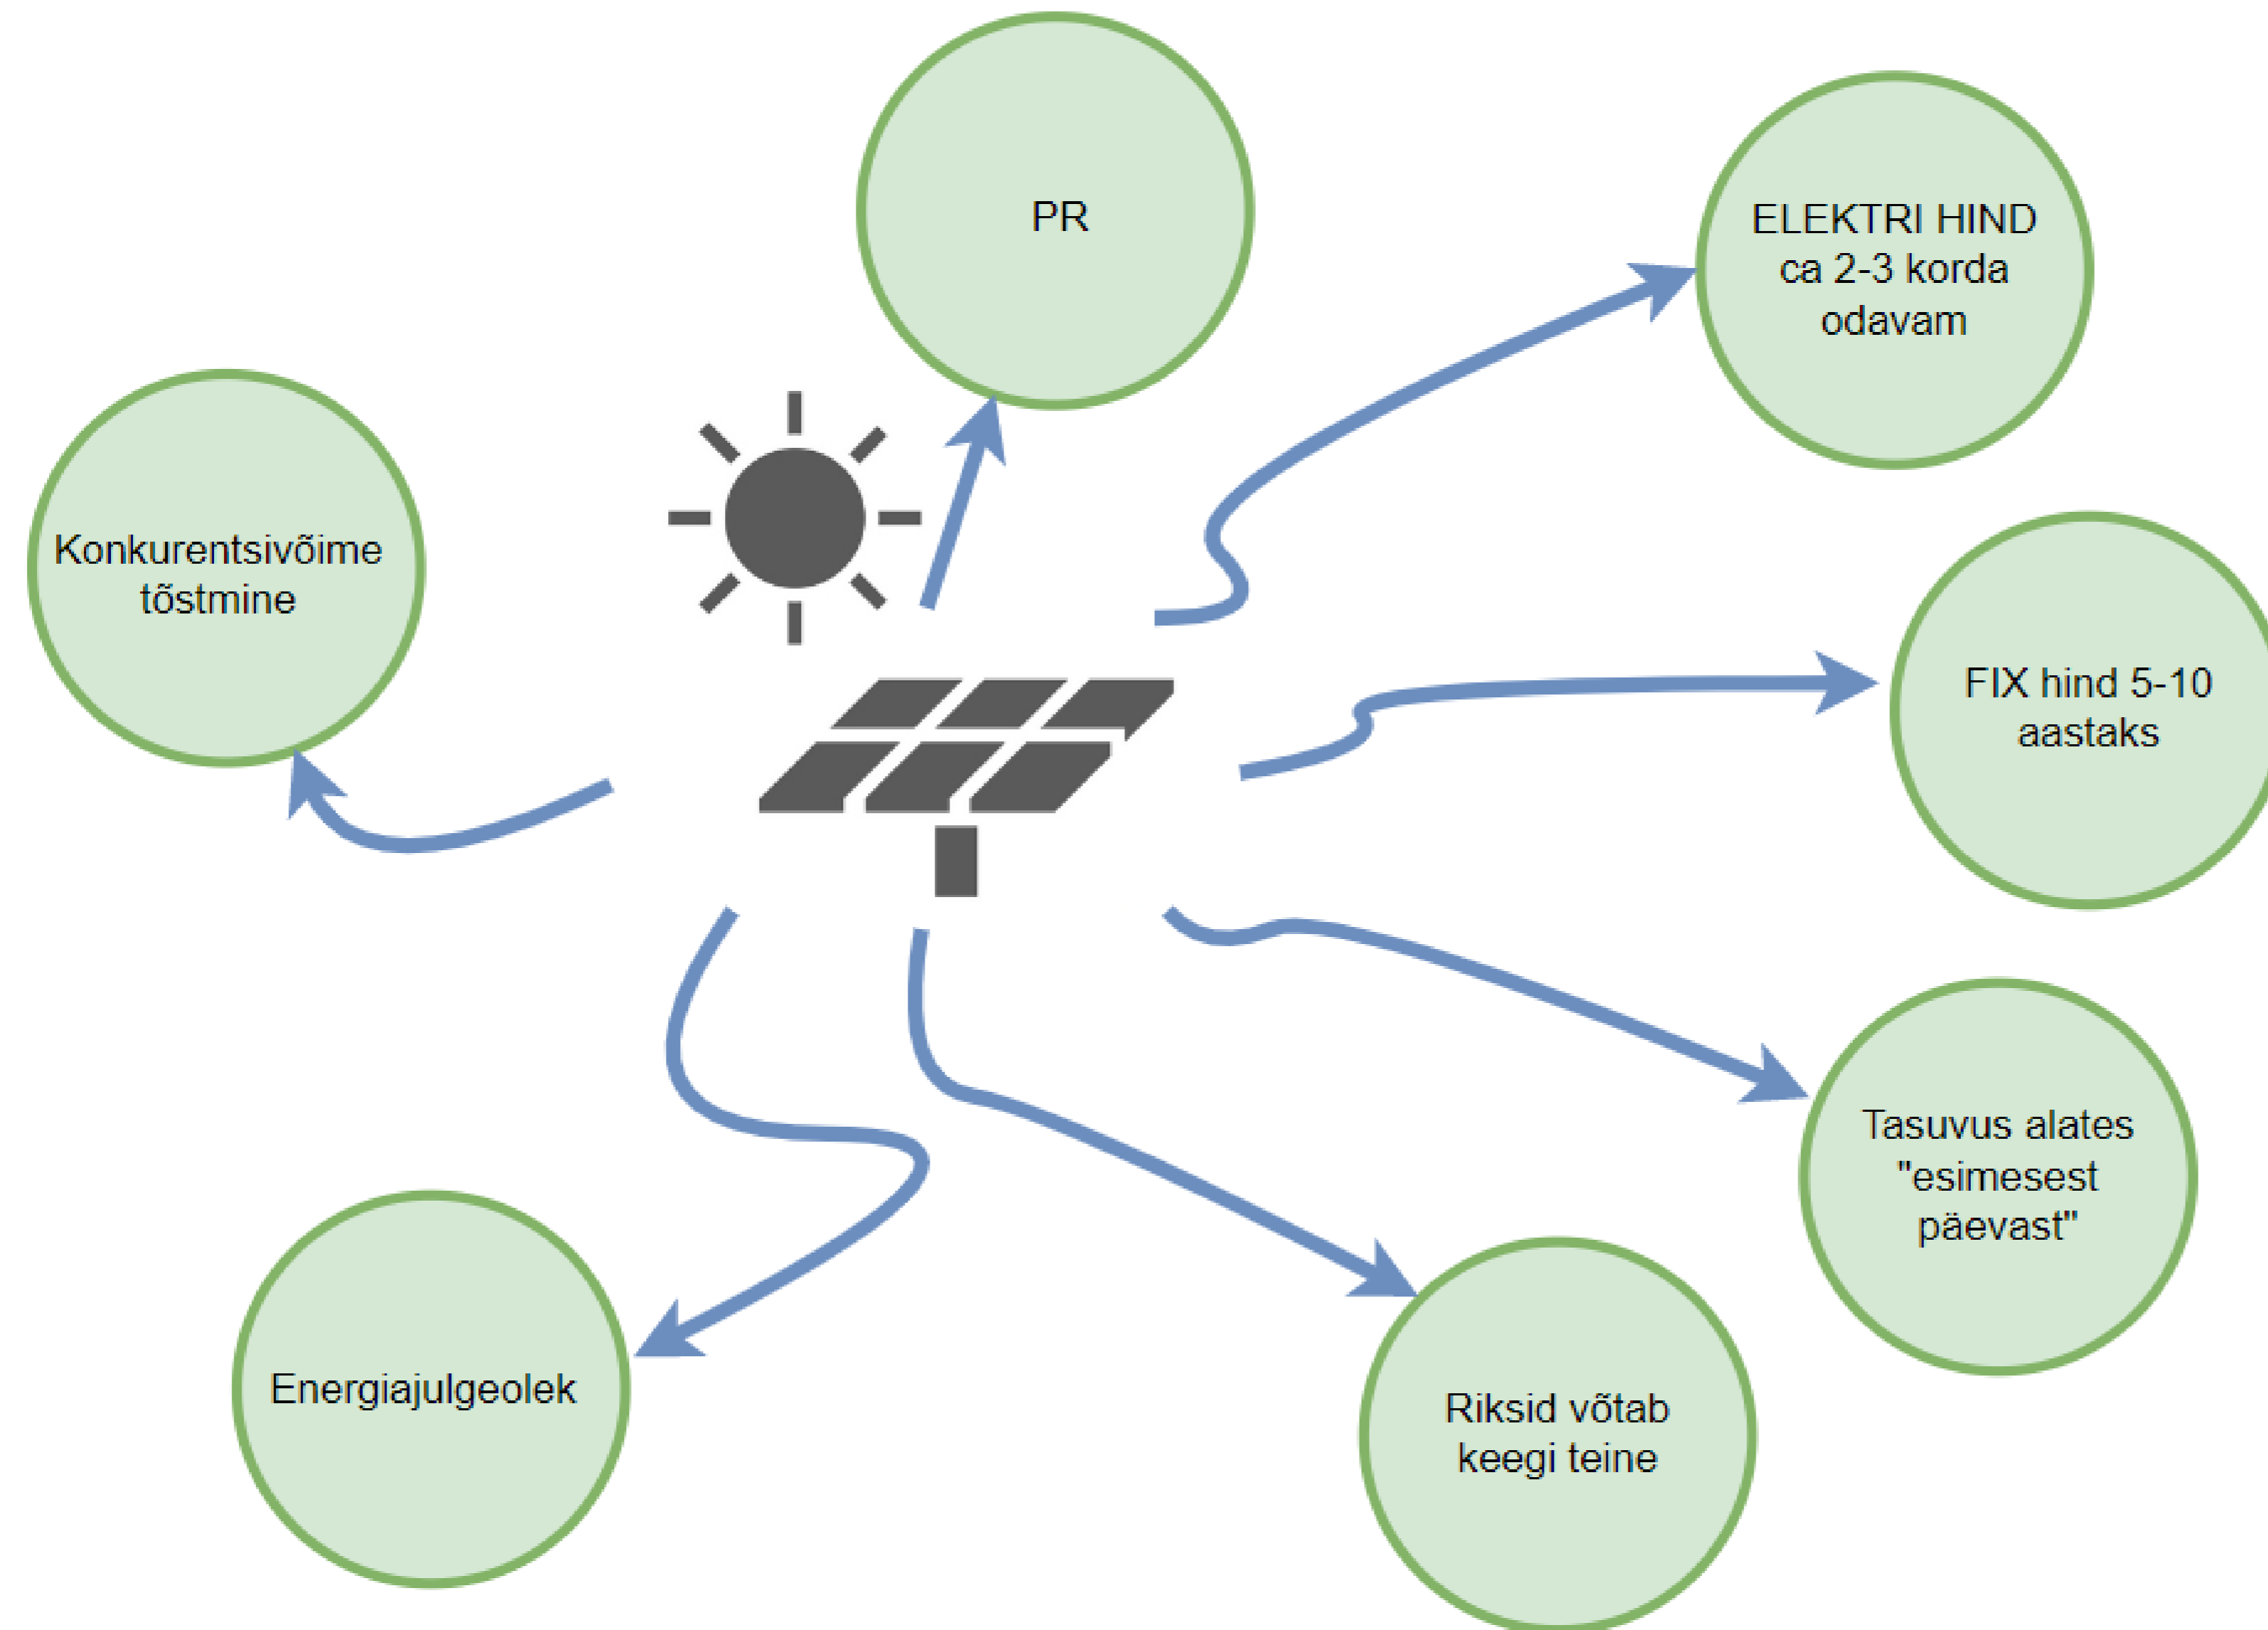 PR
ELEKTRI HIND
ca 2-3 korda
odavam
Konkurentsivõime
tõstmine
FIX hind 5-10
aastaks
Tasuvus alates
"esimesest
päevast"
Energiajulgeolek
Riksid võtab
keegi teine